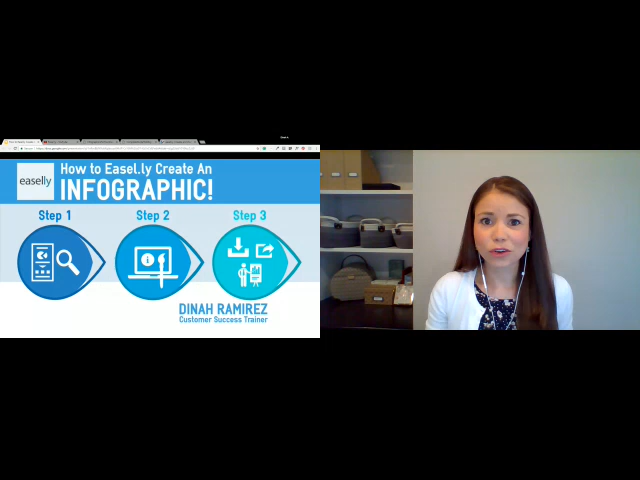 How to Easel.ly Create An
easelly
INFOGRAPHIC!
Step 1
Step 2
Step 3
DINAH RAMIREZ
Customer Success Trainer